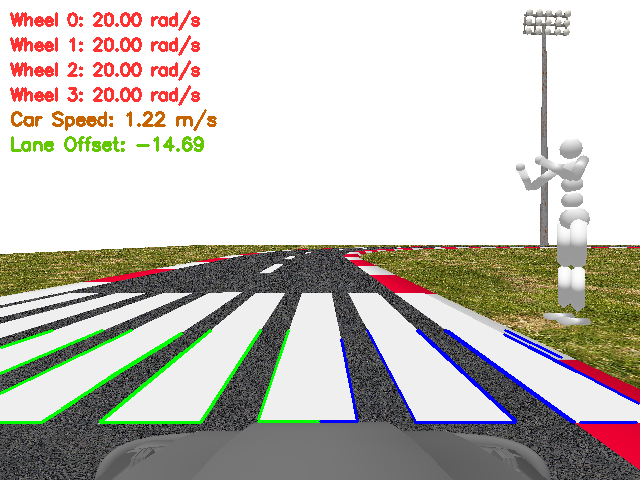 Wheel 0: 20.00 rad/s
Wheel 1: 20.00 rad/s
Wheel 2: 20.00 rad/s
Wheel 3: 20.00 rad/s
Car Speed: 1.22 m/s
Lane Offset: -14.69